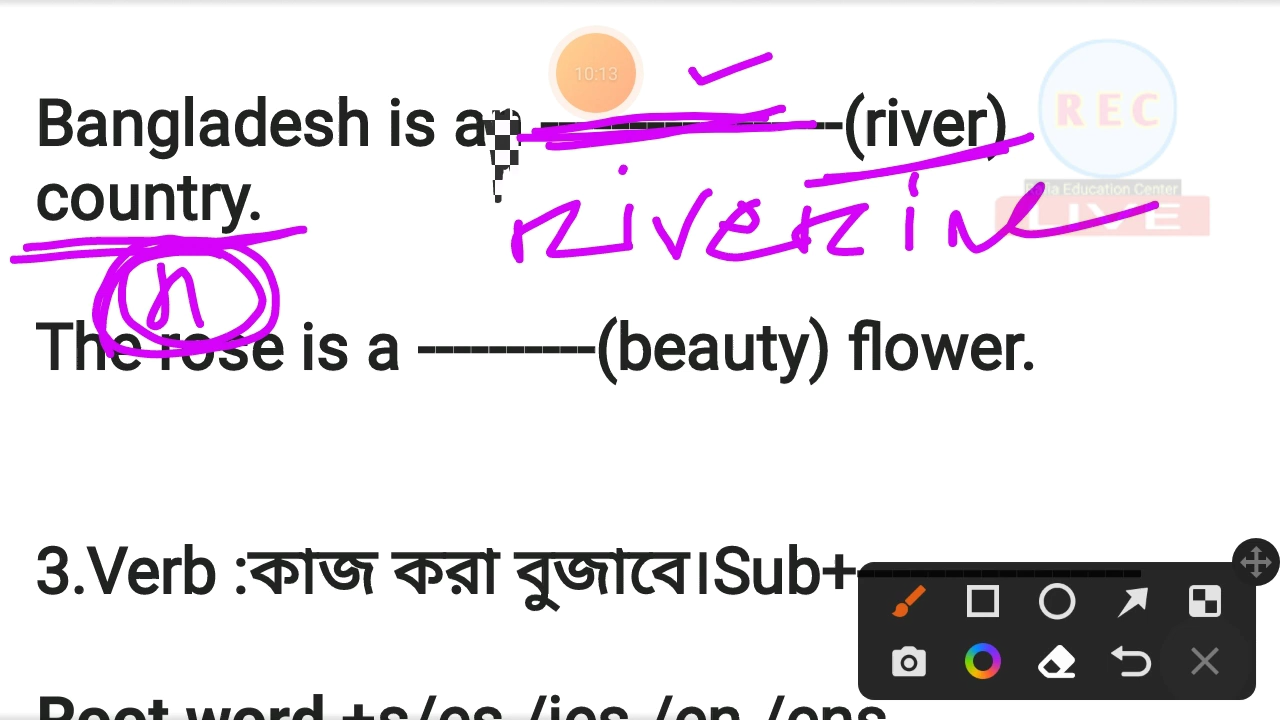 10:13
Bangladesh is a ---------------------(river)
REC
riverine
country.
Education Center
LIVE
n
The rose is a ----------(beauty) flower.
3.Verb :কাজ করা বুজাবে।Sub+--------------------
Root word +s/es /ies /en /ens